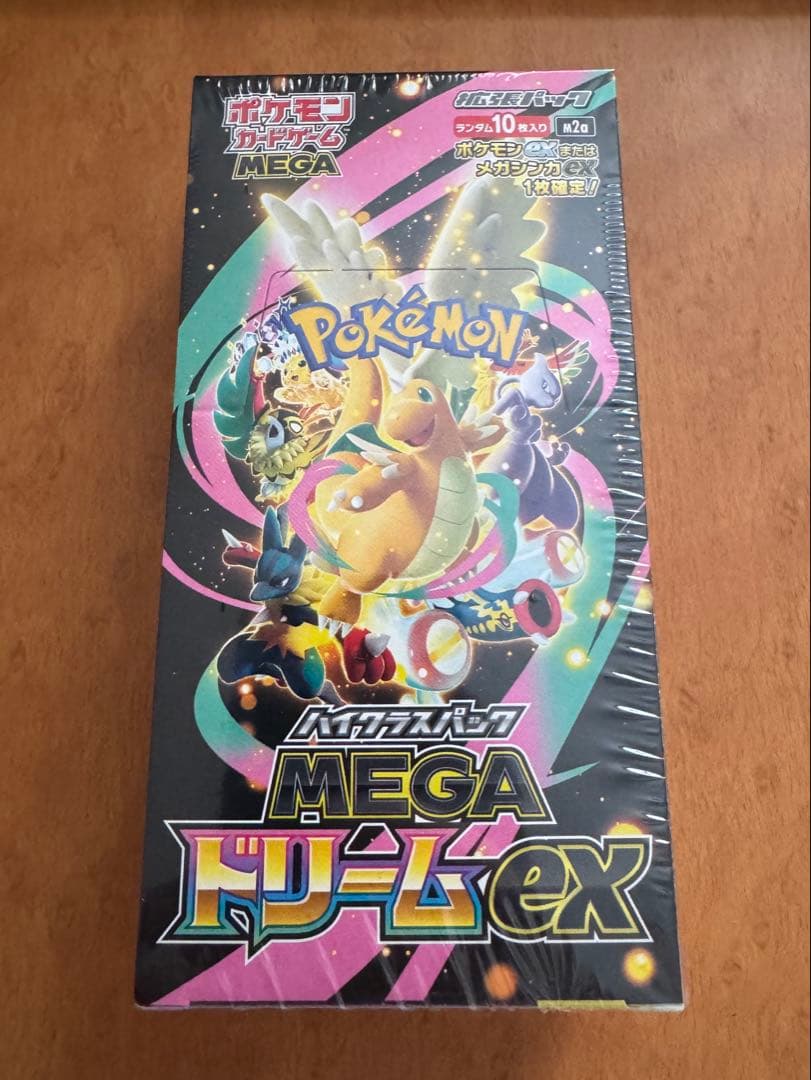 ポケモン
カードゲーム
MEGA
拡張パック
ランダム10枚入り
m2a
ポケモンexまたは
メガシンカex
1枚確定!
POKéMON
ハイクラスパック
MEGA
ドリームex